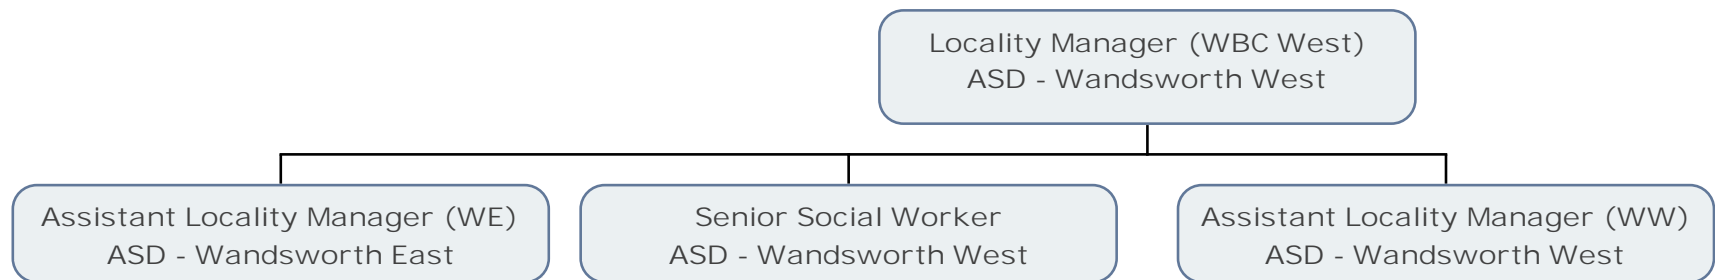 Locality Manager (WBC West)
ASD - Wandsworth West
Assistant Locality Manager (WE)
ASD - Wandsworth East
Senior Social Worker
ASD - Wandsworth West
Assistant Locality Manager (WW)
ASD - Wandsworth West